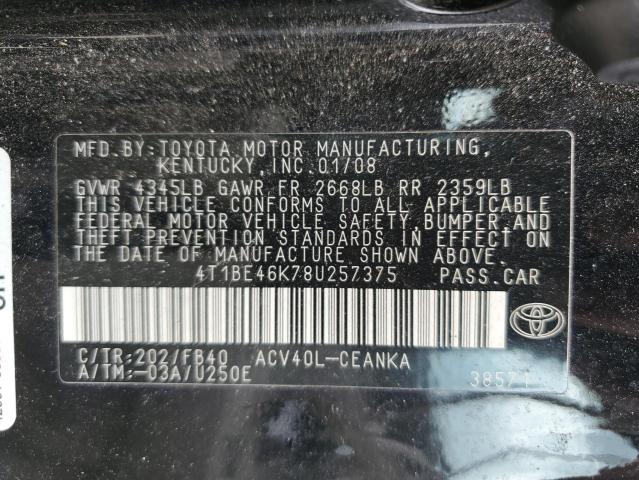 MFD.BY:TOYOTA MOTOR MANUFACTURING,
KENTUCKY, INC. 01/08
GVWR 4345LB GAWR FR 2668LB RR 2359LB
THIS VEHICLE CONFORMS TO ALL APPLICABLE
FEDERAL MOTOR VEHICLE SAFETY, BUMPER, AND
THEFT PREVENTION STANDARDS IN EFFECT ON
THE DATE OF MANUFACTURE SHOWN ABOVE.
4T1BE46K78U257375 PASS.CAR
C/TR:202/FB40 ACV40L-CEANKA
A/TM:-03A/U250E 38571